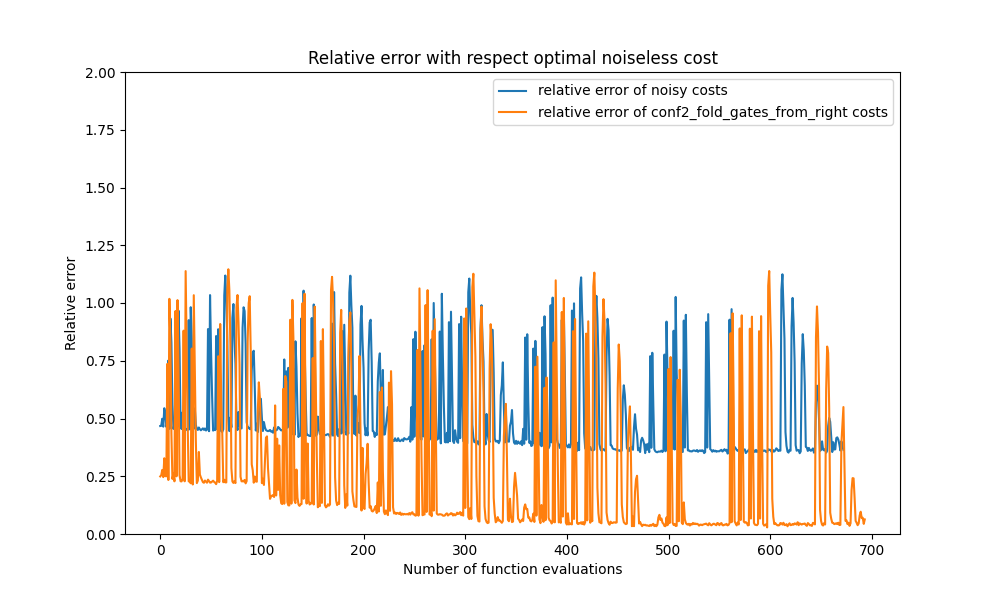 Relative error with respect optimal noiseless cost
relative error of noisy costs
relative error of conf2_fold_gates_from_right costs
2.00
1.75
1.50
1.25
1.00
0.75
0.50
0.25
0.00
Relative error
0 100 200 300 400 500 600 700
Number of function evaluations